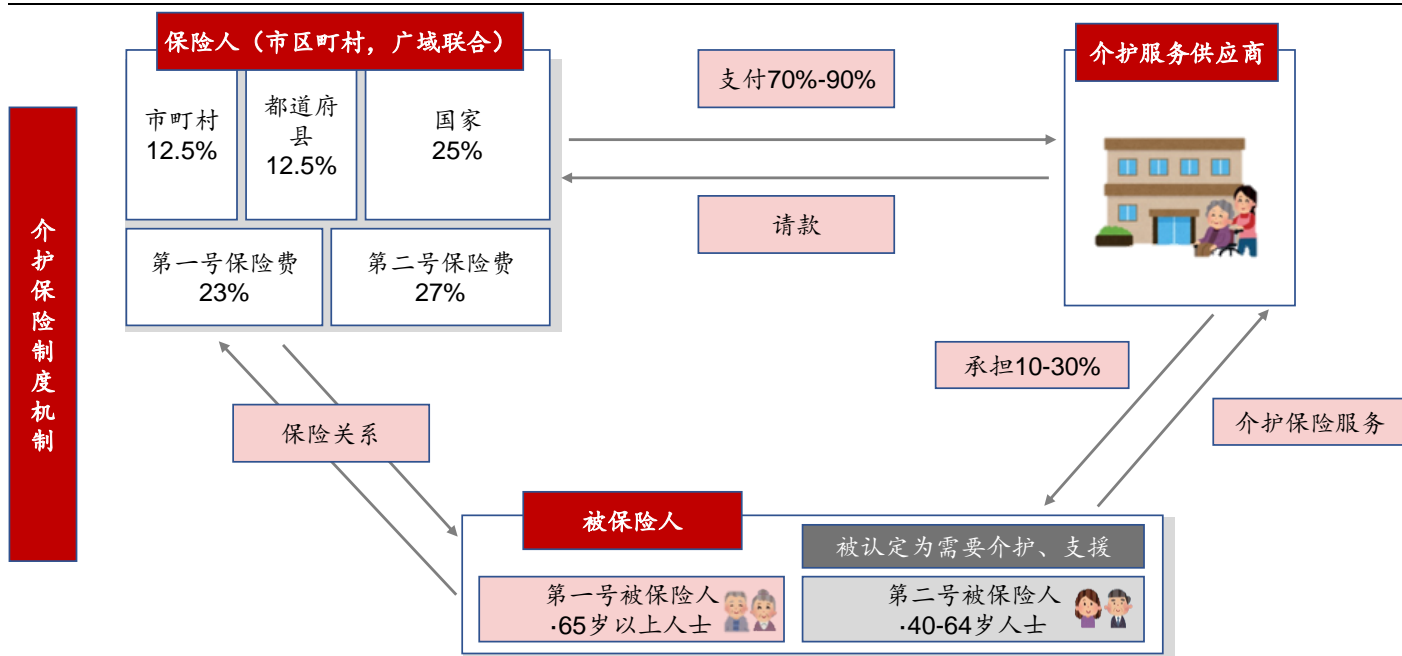 介护保险制度机制
保险人（市区町村，广域联合）
市町村
12.5%
都道府
县
12.5%
国家
25%
第一号保险费
23%
第二号保险费
27%
支付70%-90%
请款
介护服务供应商
承担10-30%
介护保险服务
保险关系
被保险人
被认定为需要介护、支援
第一号被保险人
·65岁以上人士
第二号被保险人
·40-64岁人士